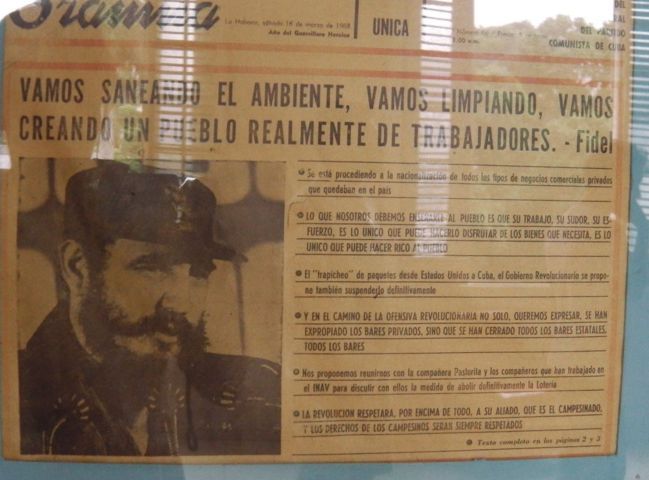 Granma
La Habana, sábado 16 de marzo de 1968
Año del Guerrillero Heroico
UNICA
DEL
DEL PARTIDO
COMUNISTA DE CUBA
VAMOS SANEANDO EL AMBIENTE, VAMOS LIMPIANDO, VAMOS
CREANDO UN PUEBLO REALMENTE DE TRABAJADORES. - Fidel
● Se está procediendo a la nacionalización de todos los tipos de negocios comerciales privados
que quedaban en el país
● LO QUE NOSOTROS DEBEMOS ENSEÑARLE AL PUEBLO ES QUE SU TRABAJO, SU SUDOR, SU ES-
FUERZO, ES LO UNICO QUE PUEDE HACERLO DISFRUTAR DE LOS BIENES QUE NECESITA, ES LO
UNICO QUE PUEDE HACER RICO AL PUEBLO
● El "trapicheo" de paquetes desde Estados Unidos a Cuba, el Gobierno Revolucionario se propo-
ne también suspenderlo definitivamente
● Y EN EL CAMINO DE LA OFENSIVA REVOLUCIONARIA NO SOLO, QUEREMOS EXPRESAR, SE HAN
EXPROPIADO LOS BARES PRIVADOS, SINO QUE SE HAN CERRADO TODOS LOS BARES ESTATALES.
TODOS LOS BARES
● Nos proponemos reunirnos con la compañera Pastorita y los compañeros que han trabajado en
el INAV para discutir con ellos la medida de abolir definitivamente la Lotería
● LA REVOLUCION RESPETARA, POR ENCIMA DE TODO, A SU ALIADO, QUE ES EL CAMPESINADO,
Y LOS DERECHOS DE LOS CAMPESINOS SERAN SIEMPRE RESPETADOS
● Texto completo en las páginas 2 y 3